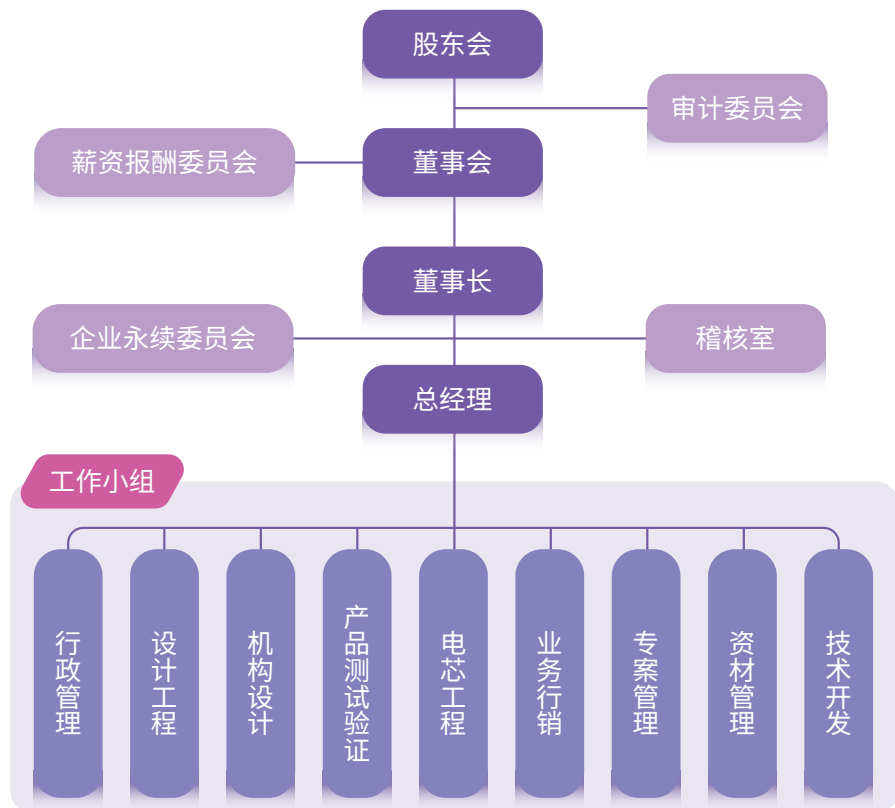 股东会
审计委员会
薪资报酬委员会
董事会
董事长
企业永续委员会
稽核室
总经理
工作小组
行政管理
设计工程
机构设计
产品测试验证
电芯工程
业务行销
专案管理
资材管理
技术开发